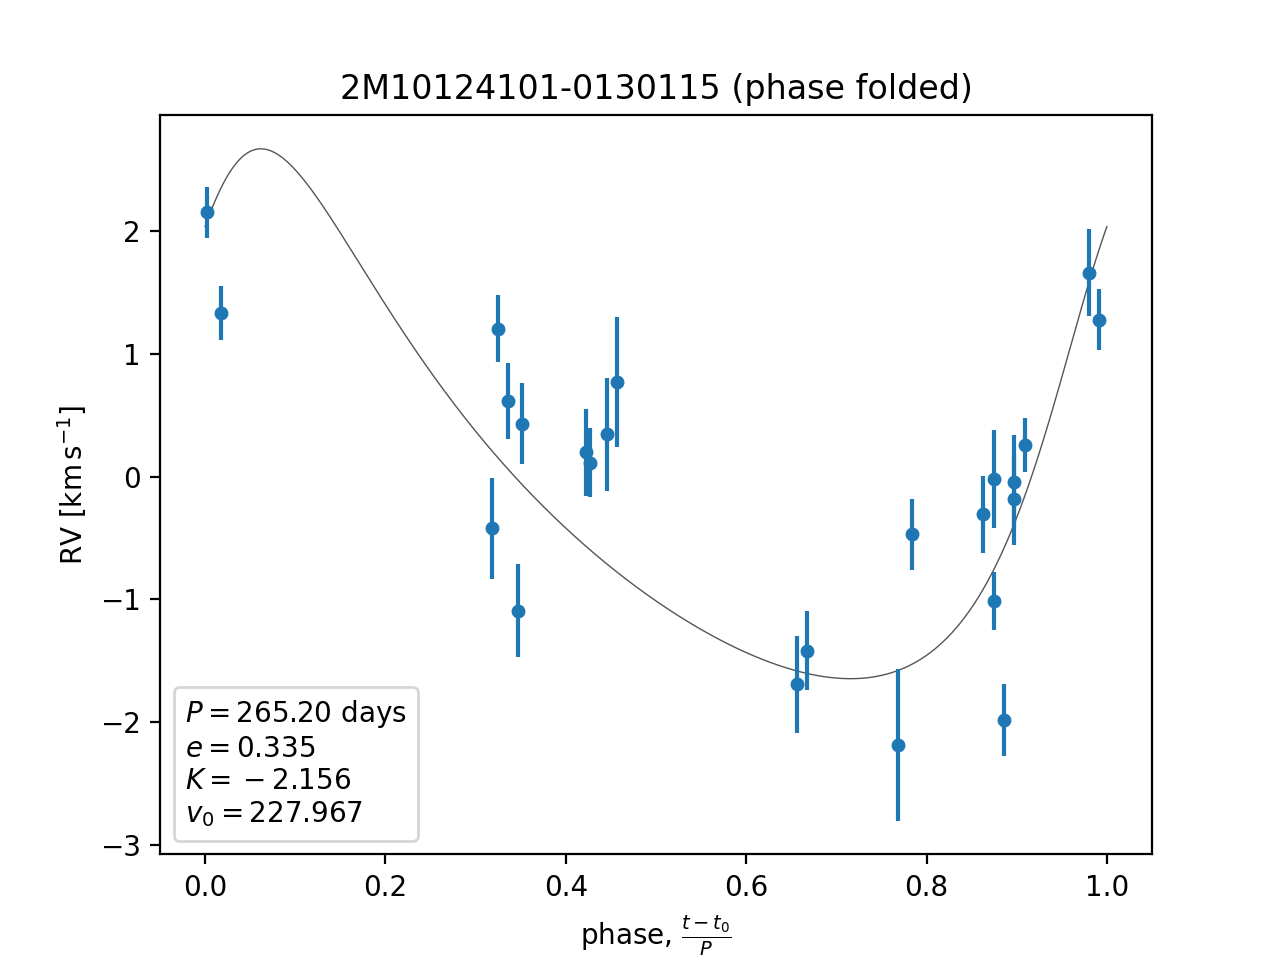 2M10124101-0130115 (phase folded)
RV [km s⁻¹]
2
1
0
−1
−2
−3
P = 265.20 days
e = 0.335
K = −2.156
v₀ = 227.967
0.0 0.2 0.4 0.6 0.8 1.0
phase, (t − t₀)/P